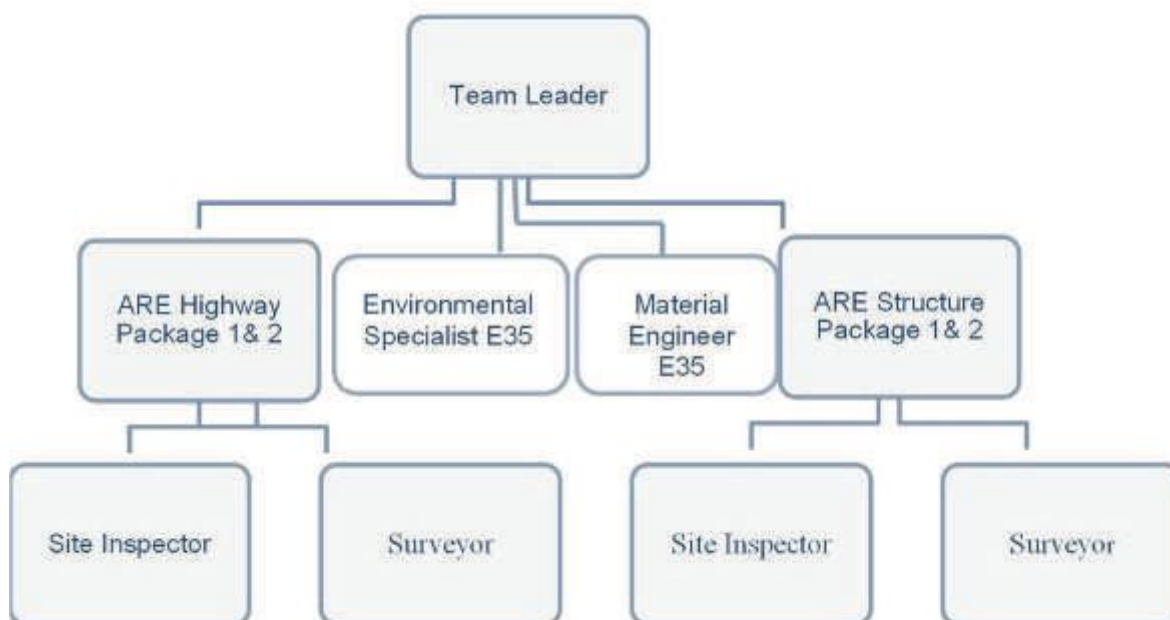 Team Leader
ARE Highway
Package 1& 2
Environmental
Specialist E35
Material
Engineer
E35
ARE Structure
Package 1& 2
Site Inspector
Surveyor
Site Inspector
Surveyor